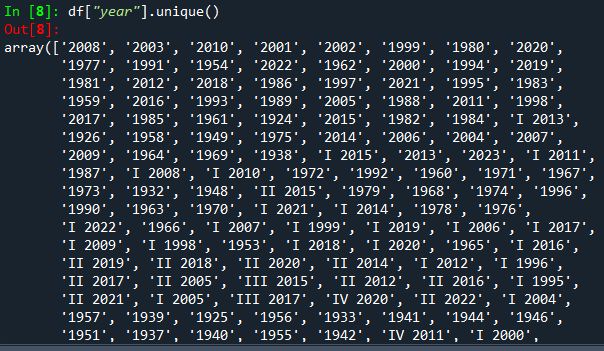 In [8]: df["year"].unique()
Out[8]:
array(['2008', '2003', '2010', '2001', '2002', '1999', '1980', '2020',
'1977', '1991', '1954', '2022', '1962', '2000', '1994', '2019',
'1981', '2012', '2018', '1986', '1997', '2021', '1995', '1983',
'1959', '2016', '1993', '1989', '2005', '1988', '2011', '1998',
'2017', '1985', '1961', '1924', '2015', '1982', '1984', 'I 2013',
'1926', '1958', '1949', '1975', '2014', '2006', '2004', '2007',
'2009', '1964', '1969', '1938', 'I 2015', '2013', '2023', 'I 2011',
'1987', 'I 2008', 'I 2010', '1972', '1992', '1960', '1971', '1967',
'1973', '1932', '1948', 'II 2015', '1979', '1968', '1974', '1996',
'1990', '1963', '1970', 'I 2021', 'I 2014', '1978', '1976',
'I 2022', '1966', 'I 2007', 'I 1999', 'I 2019', 'I 2006', 'I 2017',
'I 2009', 'I 1998', '1953', 'I 2018', 'I 2020', '1965', 'I 2016',
'II 2019', 'II 2018', 'II 2020', 'II 2014', 'I 2012', 'I 1996',
'II 2017', 'II 2005', 'III 2015', 'II 2012', 'II 2016', 'I 1995',
'II 2021', 'I 2005', 'III 2017', 'IV 2020', 'II 2022', 'I 2004',
'1957', '1939', '1925', '1956', '1933', '1941', '1944', '1946',
'1951', '1937', '1940', '1955', '1942', 'IV 2011', 'I 2000',